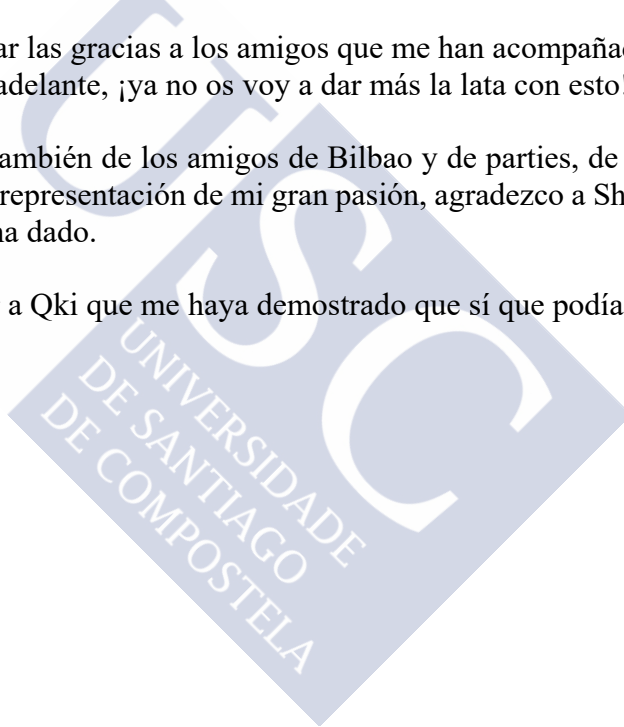 ar las gracias a los amigos que me han acompañad
adelante, ¡ya no os voy a dar más la lata con esto!
ambién de los amigos de Bilbao y de parties, de
representación de mi gran pasión, agradezco a Sh
na dado.
a Qki que me haya demostrado que sí que podía
USC
UNIVERSIDADE
DE SANTIAGO
DE COMPOSTELA